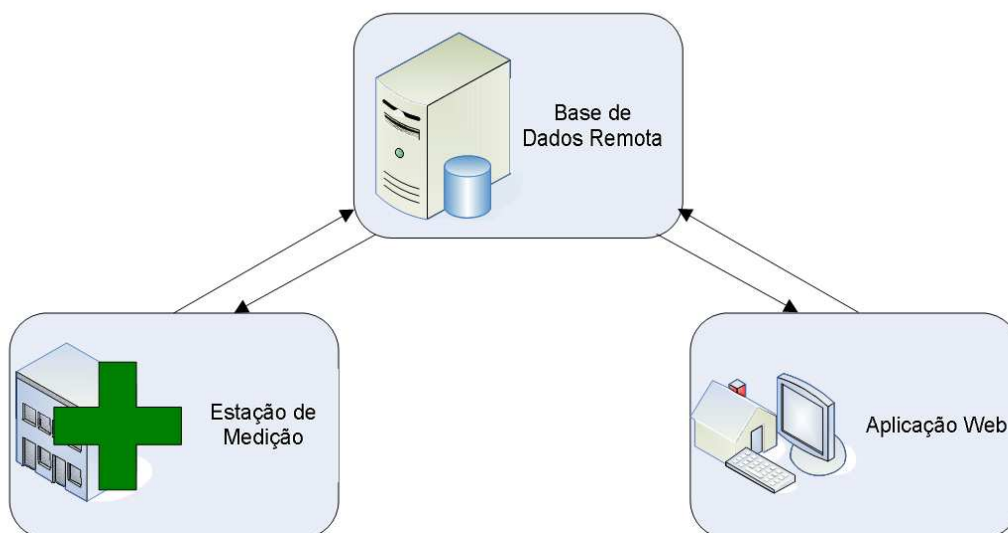 Base de
Dados Remota
Estação de
Medição
Aplicação Web